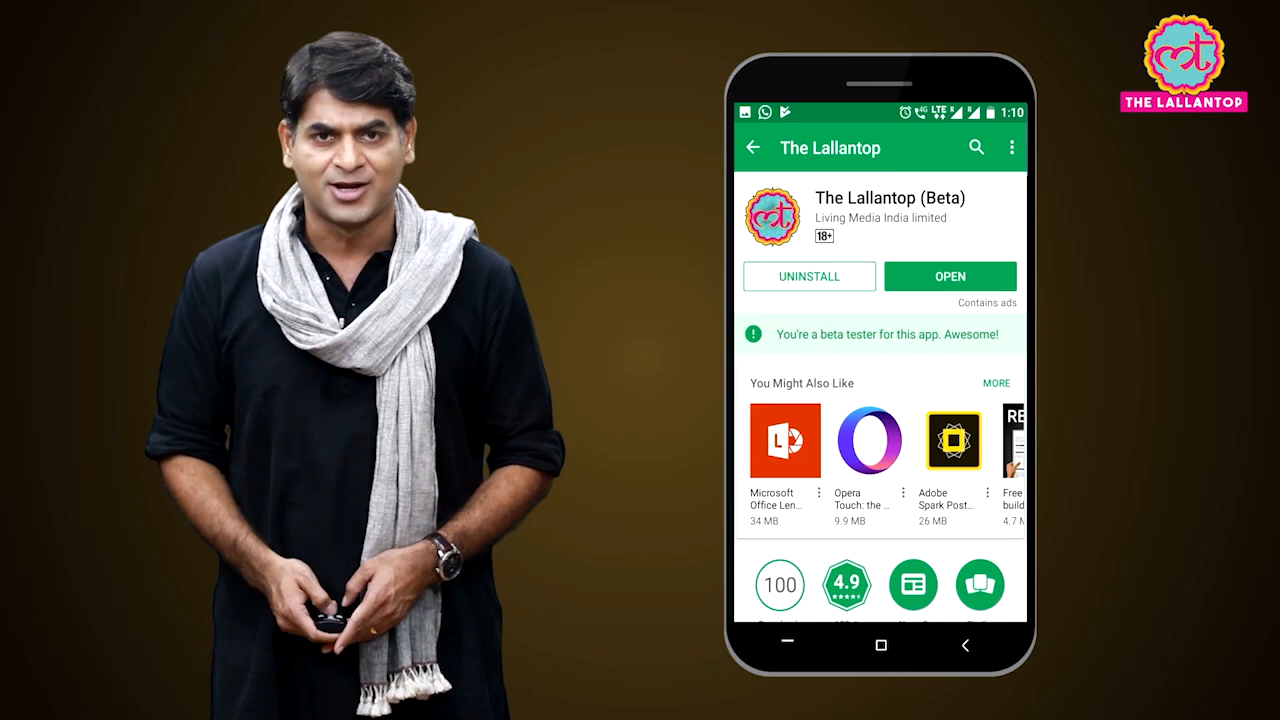 THE LALLANTOP
LTE 1:10
The Lallantop
The Lallantop (Beta)
Living Media India limited
18+
UNINSTALL
OPEN
Contains ads
You're a beta tester for this app. Awesome!
You Might Also Like
MORE
Microsoft
Office Len...
34 MB
Opera
Touch: the ...
9.9 MB
Adobe
Spark Post...
26 MB
RE
Free
build
4.7 M
100
4.9